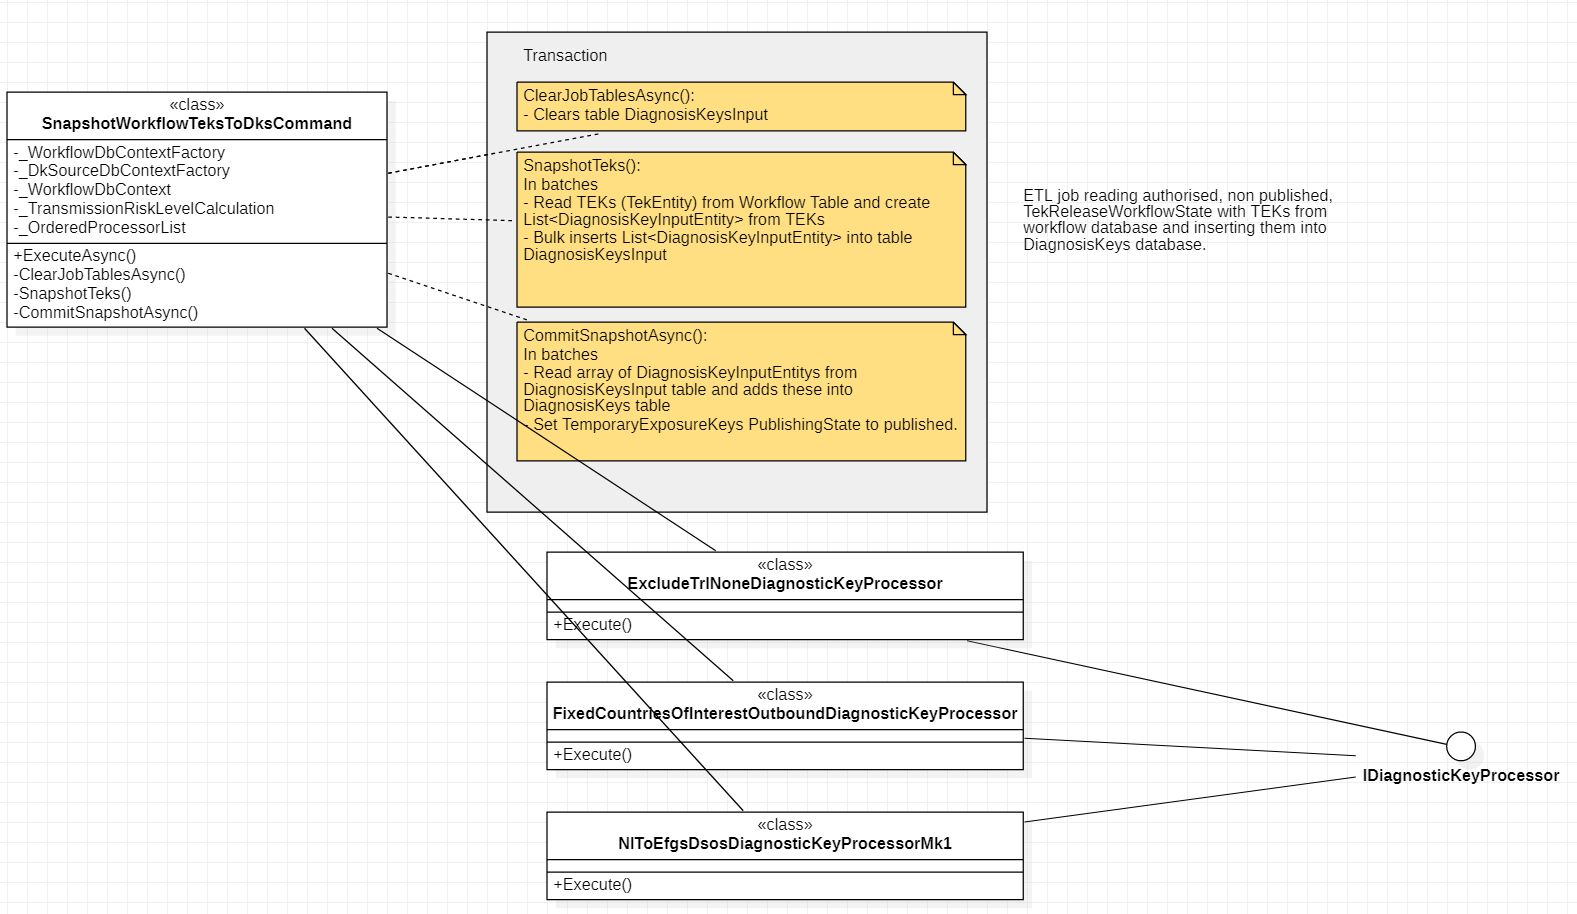 «class»
SnapshotWorkflowTeksToDksCommand
-_WorkflowDbContextFactory
-_DkSourceDbContextFactory
-_WorkflowDbContext
-_TransmissionRiskLevelCalculation
-_OrderedProcessorList
+ExecuteAsync()
-ClearJobTablesAsync()
-SnapshotTeks()
-CommitSnapshotAsync()
Transaction
ClearJobTablesAsync():
- Clears table DiagnosisKeysInput
SnapshotTeks():
In batches
- Read TEKs (TekEntity) from Workflow Table and create
List<DiagnosisKeyInputEntity> from TEKs
- Bulk inserts List<DiagnosisKeyInputEntity> into table
DiagnosisKeysInput
CommitSnapshotAsync():
In batches
- Read array of DiagnosisKeyInputEntitys from
DiagnosisKeysInput table and adds these into
DiagnosisKeys table
- Set TemporaryExposureKeys PublishingState to published.
ETL job reading authorised, non published,
TekReleaseWorkflowState with TEKs from
workflow database and inserting them into
DiagnosisKeys database.
«class»
ExcludeTrlNoneDiagnosticKeyProcessor
+Execute()
«class»
FixedCountriesOfInterestOutboundDiagnosticKeyProcessor
+Execute()
«class»
NlToEfgsDsosDiagnosticKeyProcessorMk1
+Execute()
IDiagnosticKeyProcessor